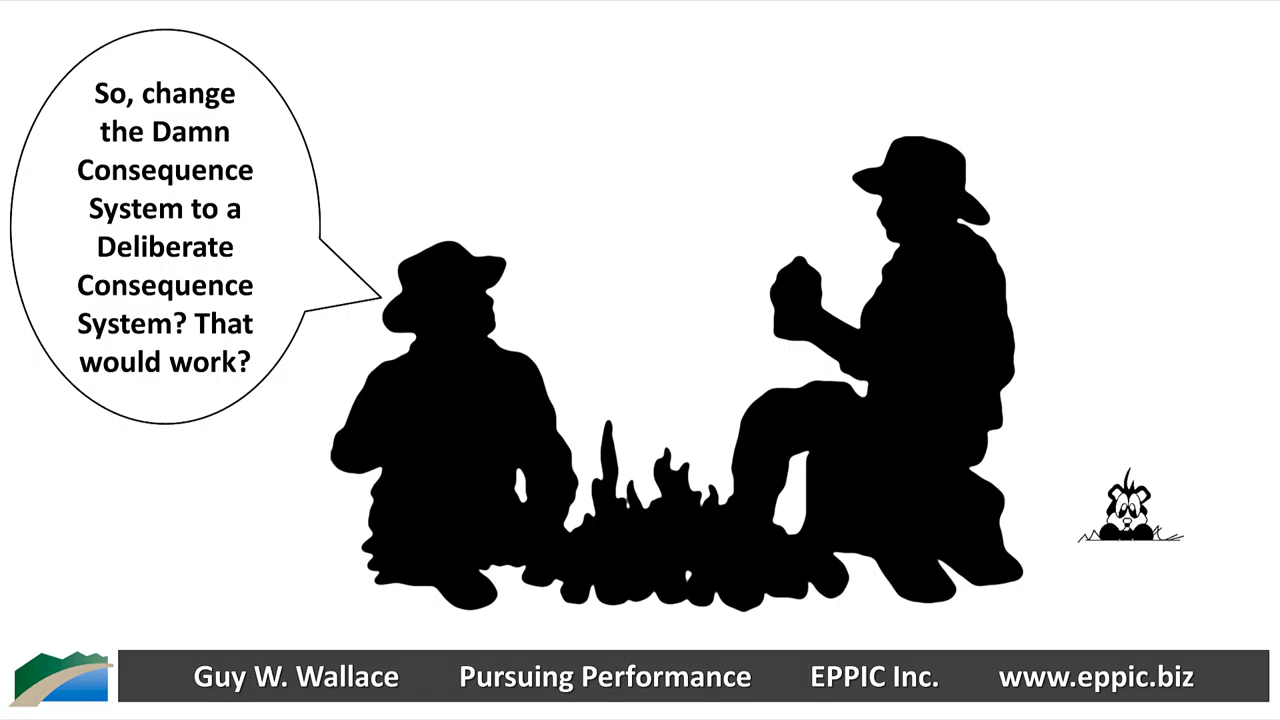 So, change
the Damn
Consequence
System to a
Deliberate
Consequence
System? That
would work?
Guy W. Wallace Pursuing Performance EPPIC Inc. www.eppic.biz